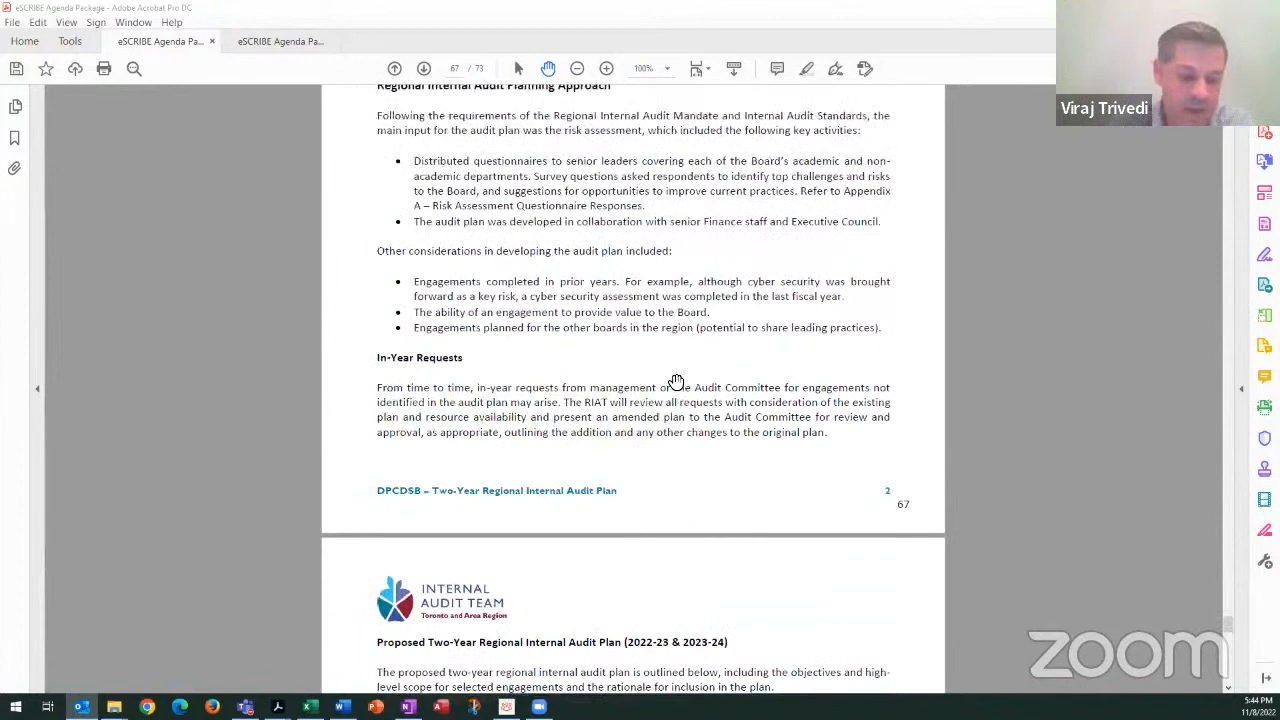 eSCRIBE Agenda Package - Adobe Acrobat Pro DC
File Edit View Sign Window Help
Home Tools eSCRIBE Agenda Pa... × eSCRIBE Agenda Pa...
67 / 73 100%
Viraj Trivedi
Regional Internal Audit Planning Approach
Following the requirements of the Regional Internal Audit Mandate and Internal Audit Standards, the
main input for the audit plan was the risk assessment, which included the following key activities:
• Distributed questionnaires to senior leaders covering each of the Board's academic and non-
academic departments. Survey questions asked respondents to identify top challenges and risks
to the Board, and suggestions for opportunities to improve current practices. Refer to Appendix
A – Risk Assessment Questionnaire Responses.
• The audit plan was developed in collaboration with senior Finance staff and Executive Council.
Other considerations in developing the audit plan included:
• Engagements completed in prior years. For example, although cyber security was brought
forward as a key risk, a cyber security assessment was completed in the last fiscal year.
• The ability of an engagement to provide value to the Board.
• Engagements planned for the other boards in the region (potential to share leading practices).
In-Year Requests
From time to time, in-year requests from management or the Audit Committee for engagements not
identified in the audit plan may arise. The RIAT will review all requests with consideration of the existing
plan and resource availability and present an amended plan to the Audit Committee for review and
approval, as appropriate, outlining the addition and any other changes to the original plan.
DPCDSB – Two-Year Regional Internal Audit Plan 2
67
INTERNAL
AUDIT TEAM
Toronto and Area Region
Proposed Two-Year Regional Internal Audit Plan (2022-23 & 2023-24)
The proposed two-year regional internal audit plan is outlined below, including the objectives and high-
level scope for selected engagements and the rationale for inclusion in the plan.
zoom
5:44 PM
11/8/2022